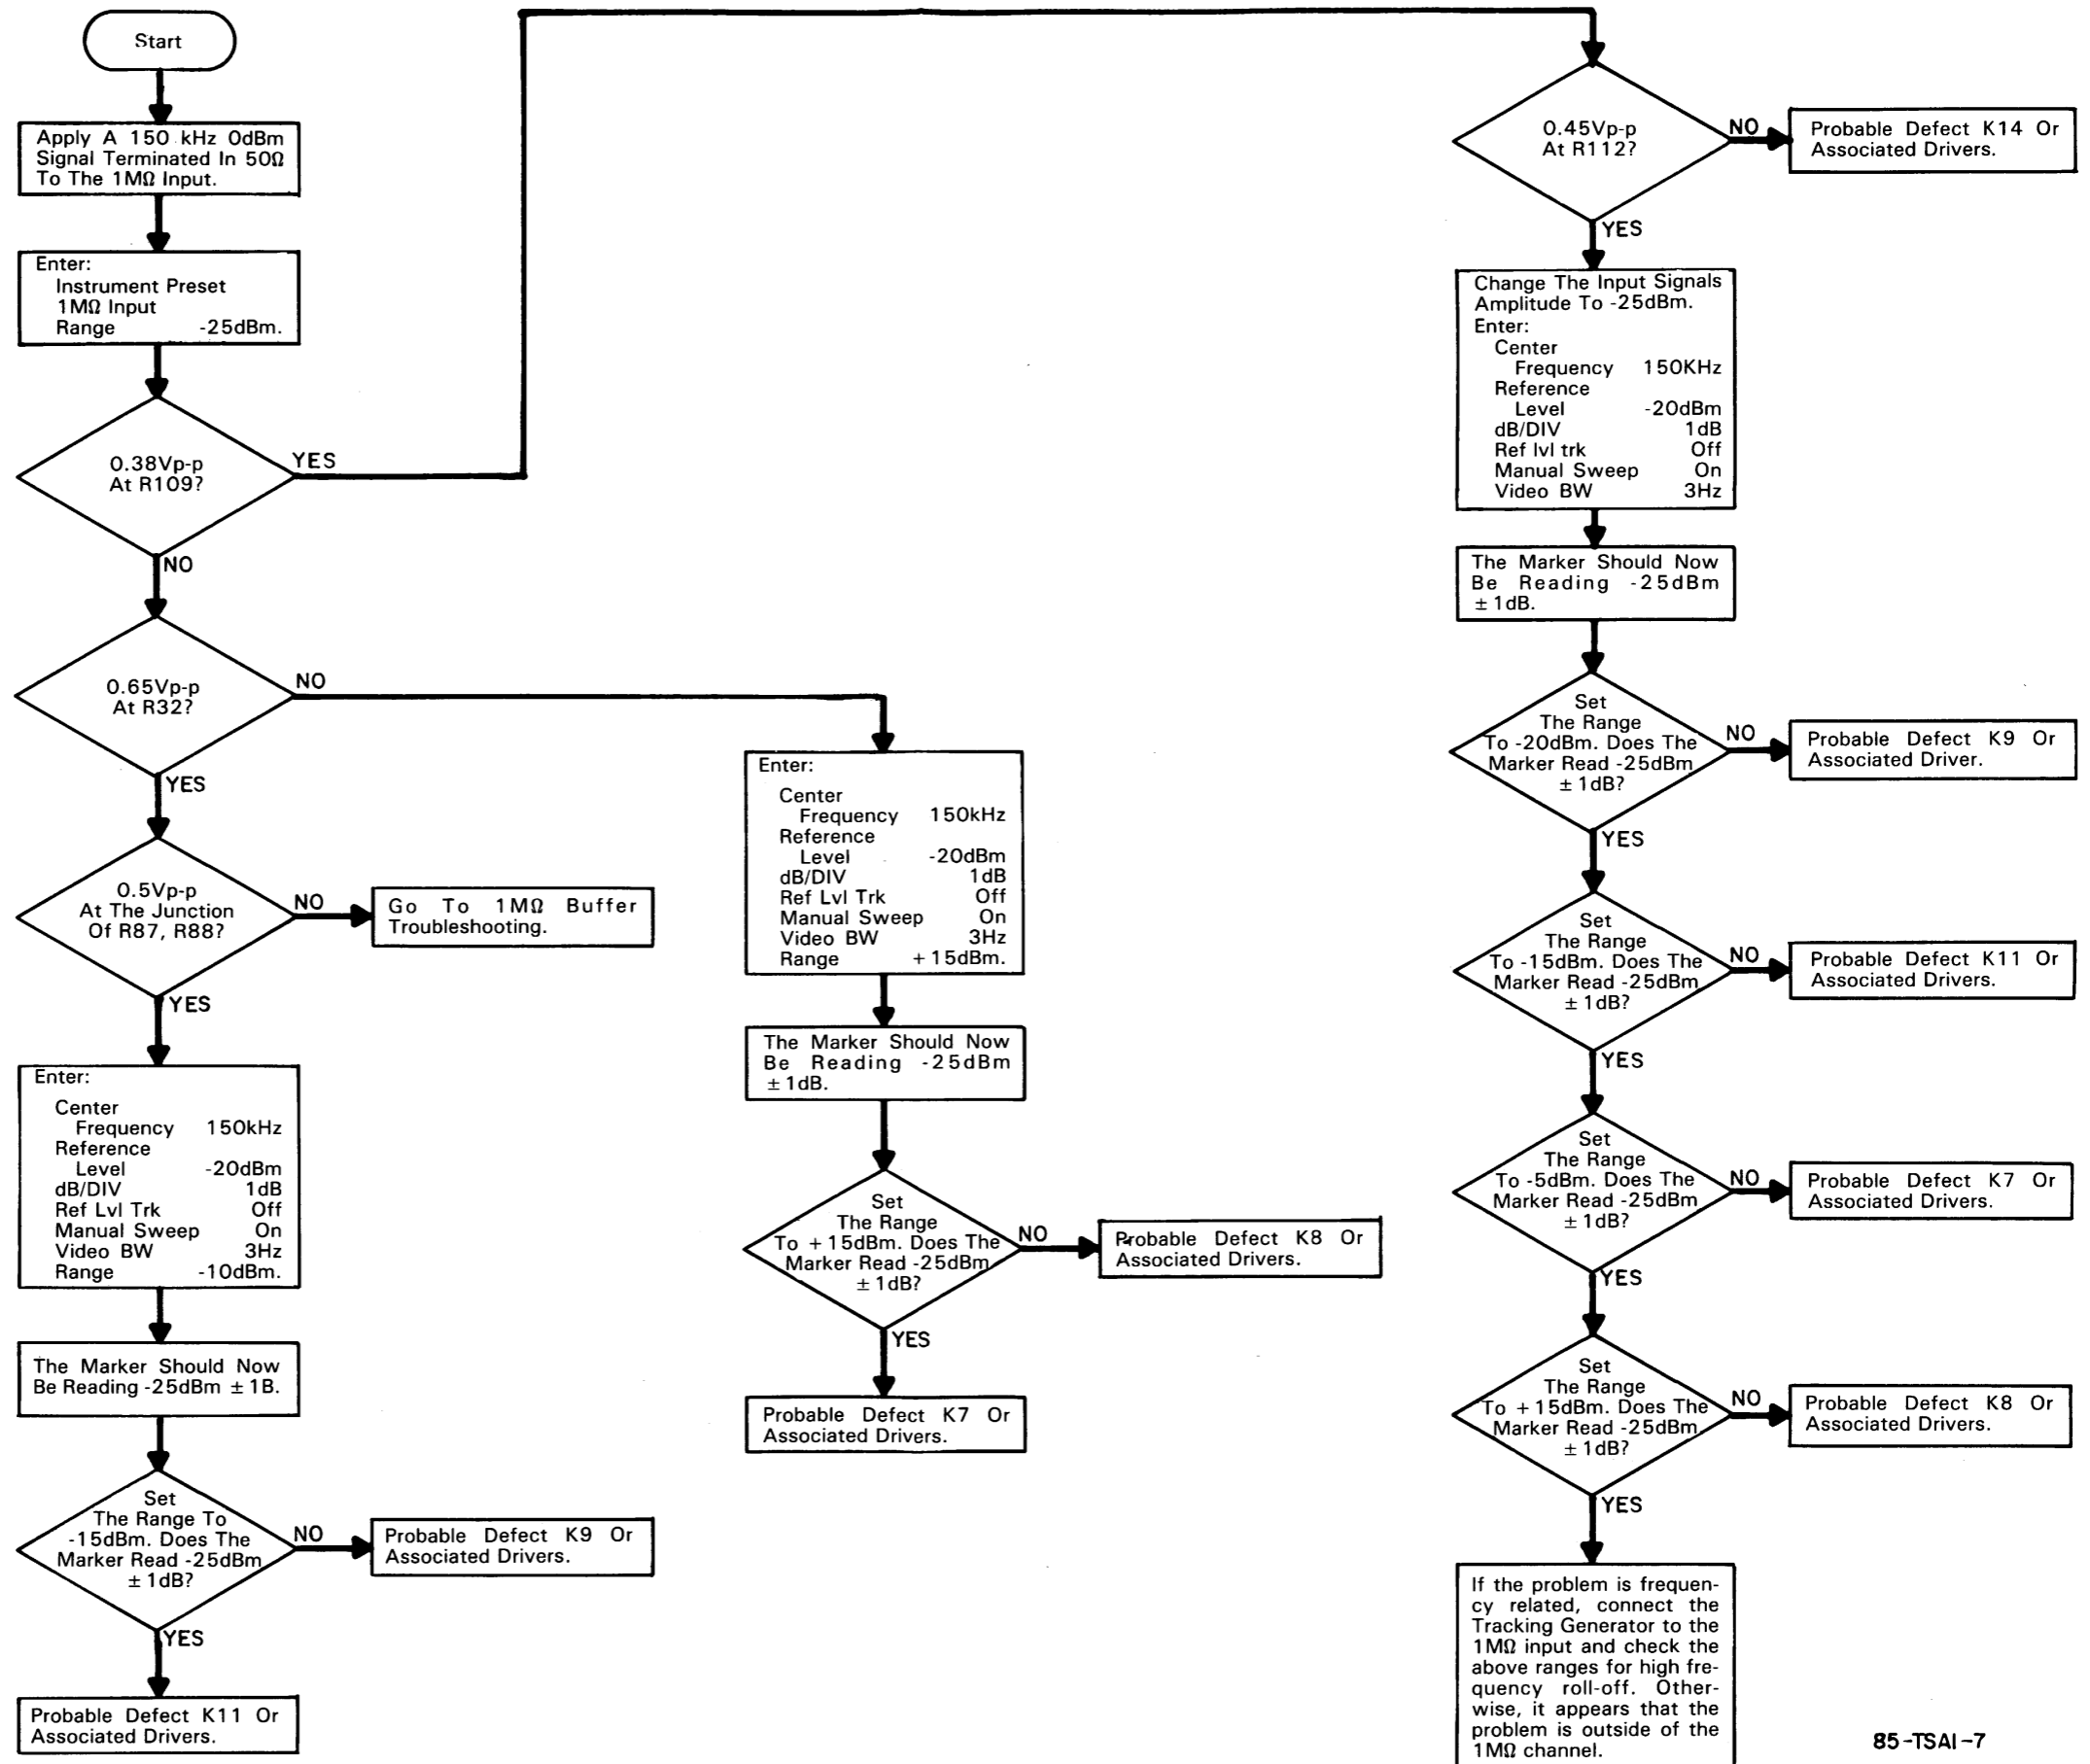 Start
Apply A 150 kHz 0dBm
Signal Terminated In 50Ω
To The 1MΩ Input.
Enter:
Instrument Preset
1MΩ Input
Range -25dBm.
0.38Vp-p
At R109?
YES
NO
0.65Vp-p
At R32?
NO
YES
0.5Vp-p
At The Junction
Of R87, R88?
NO
Go To 1MΩ Buffer
Troubleshooting.
YES
Enter:
Center
Frequency 150kHz
Reference
Level -20dBm
dB/DIV 1dB
Ref Lvl Trk Off
Manual Sweep On
Video BW 3Hz
Range -10dBm.
The Marker Should Now
Be Reading -25dBm ± 1B.
Set
The Range To
-15dBm. Does The
Marker Read -25dBm
± 1dB?
NO
Probable Defect K9 Or
Associated Drivers.
YES
Probable Defect K11 Or
Associated Drivers.
Enter:
Center
Frequency 150kHz
Reference
Level -20dBm
dB/DIV 1dB
Ref Lvl Trk Off
Manual Sweep On
Video BW 3Hz
Range +15dBm.
The Marker Should Now
Be Reading -25dBm
± 1dB.
Set
The Range
To +15dBm. Does The
Marker Read -25dBm
± 1dB?
NO
Probable Defect K8 Or
Associated Drivers.
YES
Probable Defect K7 Or
Associated Drivers.
0.45Vp-p
At R112?
NO
Probable Defect K14 Or
Associated Drivers.
YES
Change The Input Signals
Amplitude To -25dBm.
Enter:
Center
Frequency 150KHz
Reference
Level -20dBm
dB/DIV 1dB
Ref lvl trk Off
Manual Sweep On
Video BW 3Hz
The Marker Should Now
Be Reading -25dBm
± 1dB.
Set
The Range
To -20dBm. Does The
Marker Read -25dBm
± 1dB?
NO
Probable Defect K9 Or
Associated Driver.
YES
Set
The Range
To -15dBm. Does The
Marker Read -25dBm
± 1dB?
NO
Probable Defect K11 Or
Associated Drivers.
YES
Set
The Range
To -5dBm. Does The
Marker Read -25dBm
± 1dB?
NO
Probable Defect K7 Or
Associated Drivers.
YES
Set
The Range
To +15dBm. Does The
Marker Read -25dBm
± 1dB?
NO
Probable Defect K8 Or
Associated Drivers.
YES
If the problem is frequen-
cy related, connect the
Tracking Generator to the
1MΩ input and check the
above ranges for high fre-
quency roll-off. Other-
wise, it appears that the
problem is outside of the
1MΩ channel.
85-TSAI-7